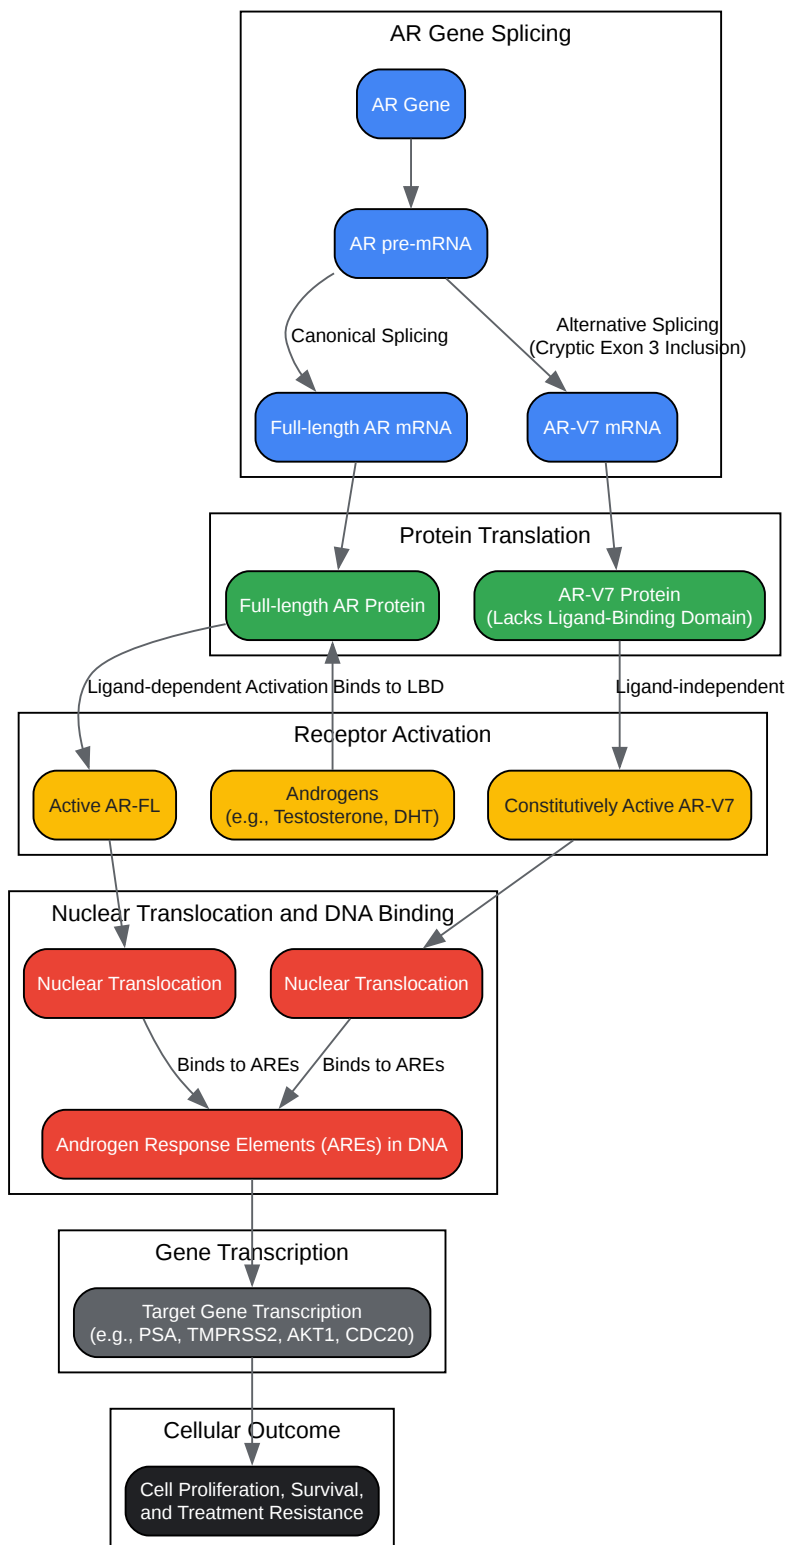 AR Gene Splicing
AR Gene
AR pre-mRNA
Canonical Splicing
Alternative Splicing
(Cryptic Exon 3 Inclusion)
Full-length AR mRNA
AR-V7 mRNA
Protein Translation
Full-length AR Protein
AR-V7 Protein
(Lacks Ligand-Binding Domain)
Ligand-dependent Activation
Binds to LBD
Ligand-independent
Receptor Activation
Active AR-FL
Androgens
(e.g., Testosterone, DHT)
Constitutively Active AR-V7
Nuclear Translocation and DNA Binding
Nuclear Translocation
Nuclear Translocation
Binds to AREs
Binds to AREs
Androgen Response Elements (AREs) in DNA
Gene Transcription
Target Gene Transcription
(e.g., PSA, TMPRSS2, AKT1, CDC20)
Cellular Outcome
Cell Proliferation, Survival,
and Treatment Resistance